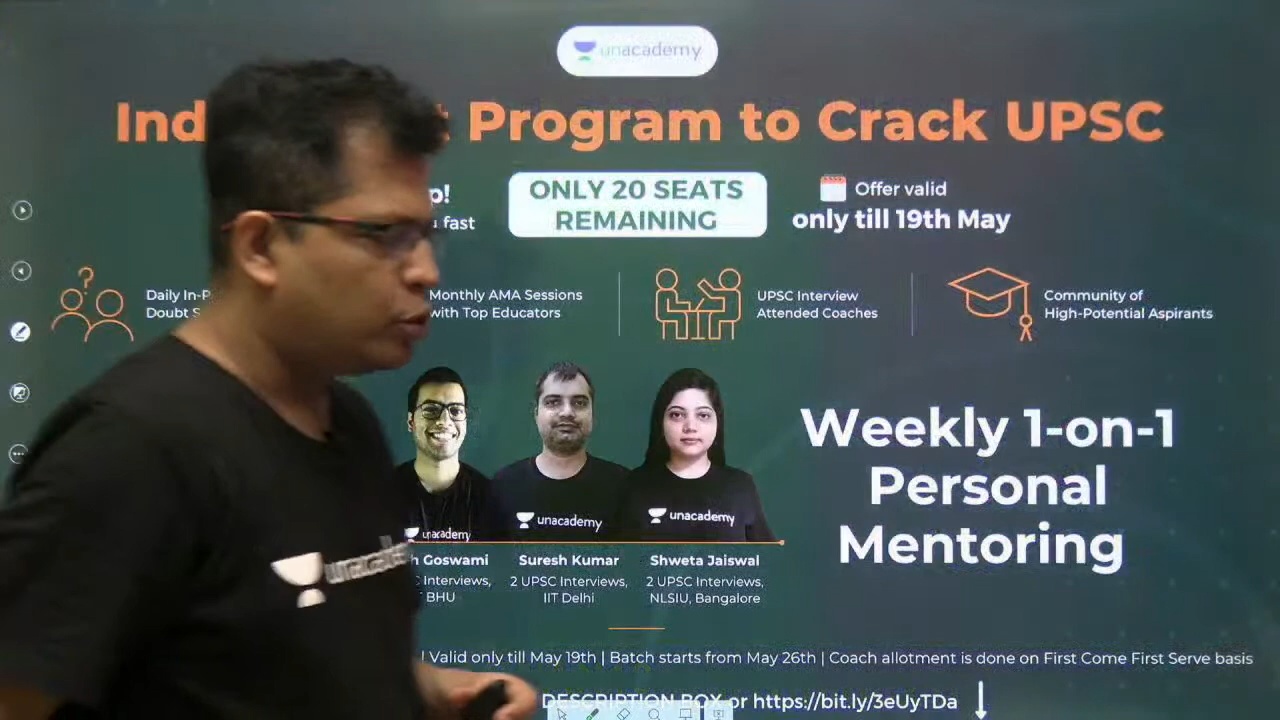 unacademy
Program to Crack UPSC
ONLY 20 SEATS
REMAINING
Offer valid
only till 19th May
fast
Daily
Monthly AMA Sessions
with Top Educators
UPSC Interview
Attended Coaches
Community of
High-Potential Aspirants
Weekly 1-on-1
Personal
Mentoring
unacademy
unacademy
unacademy
Goswami
Suresh Kumar
Shweta Jaiswal
Interviews,
2 UPSC Interviews,
2 UPSC Interviews,
BHU
IIT Delhi
NLSIU, Bangalore
Valid only till May 19th | Batch starts from May 26th | Coach allotment is done on First Come First Serve basis
DESCRIPTION BOX or https://bit.ly/3eUyTDa